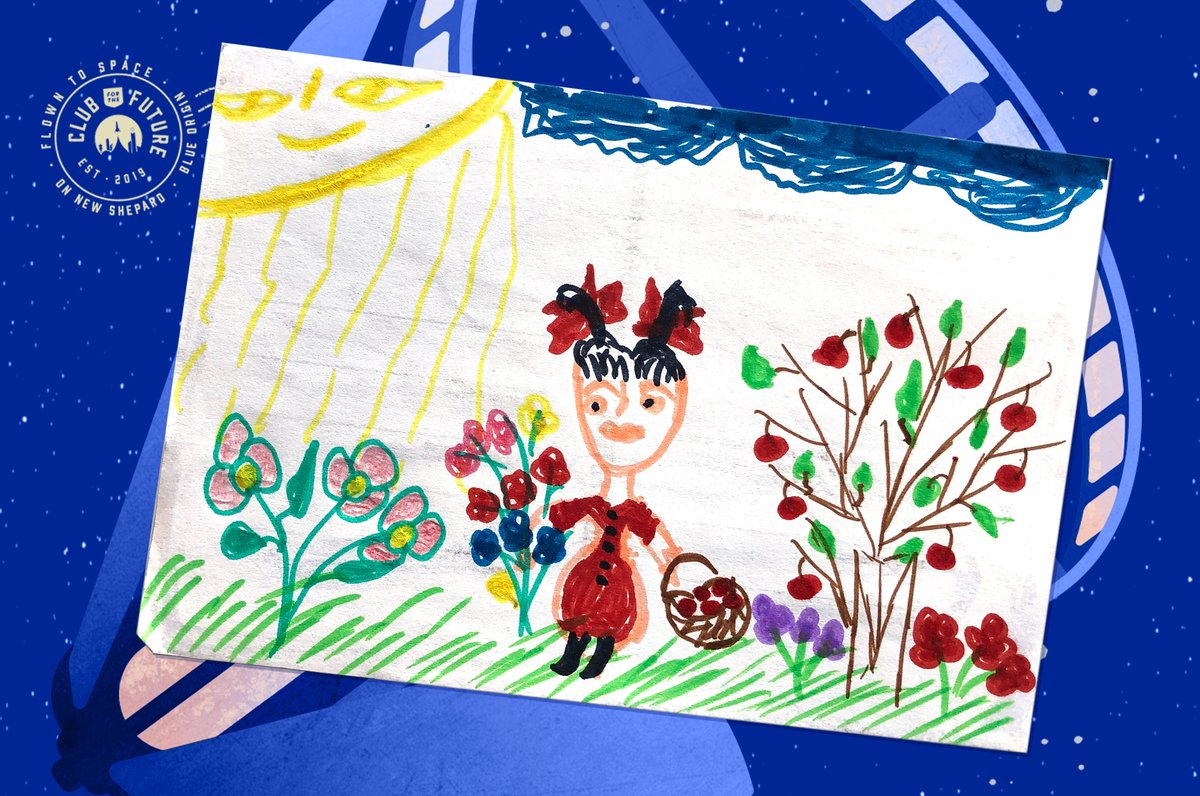 FLOWN TO SPACE · ON NEW SHEPARD · BLUE ORIGIN ·
CLUB
FOR THE
FUTURE
EST. 2019